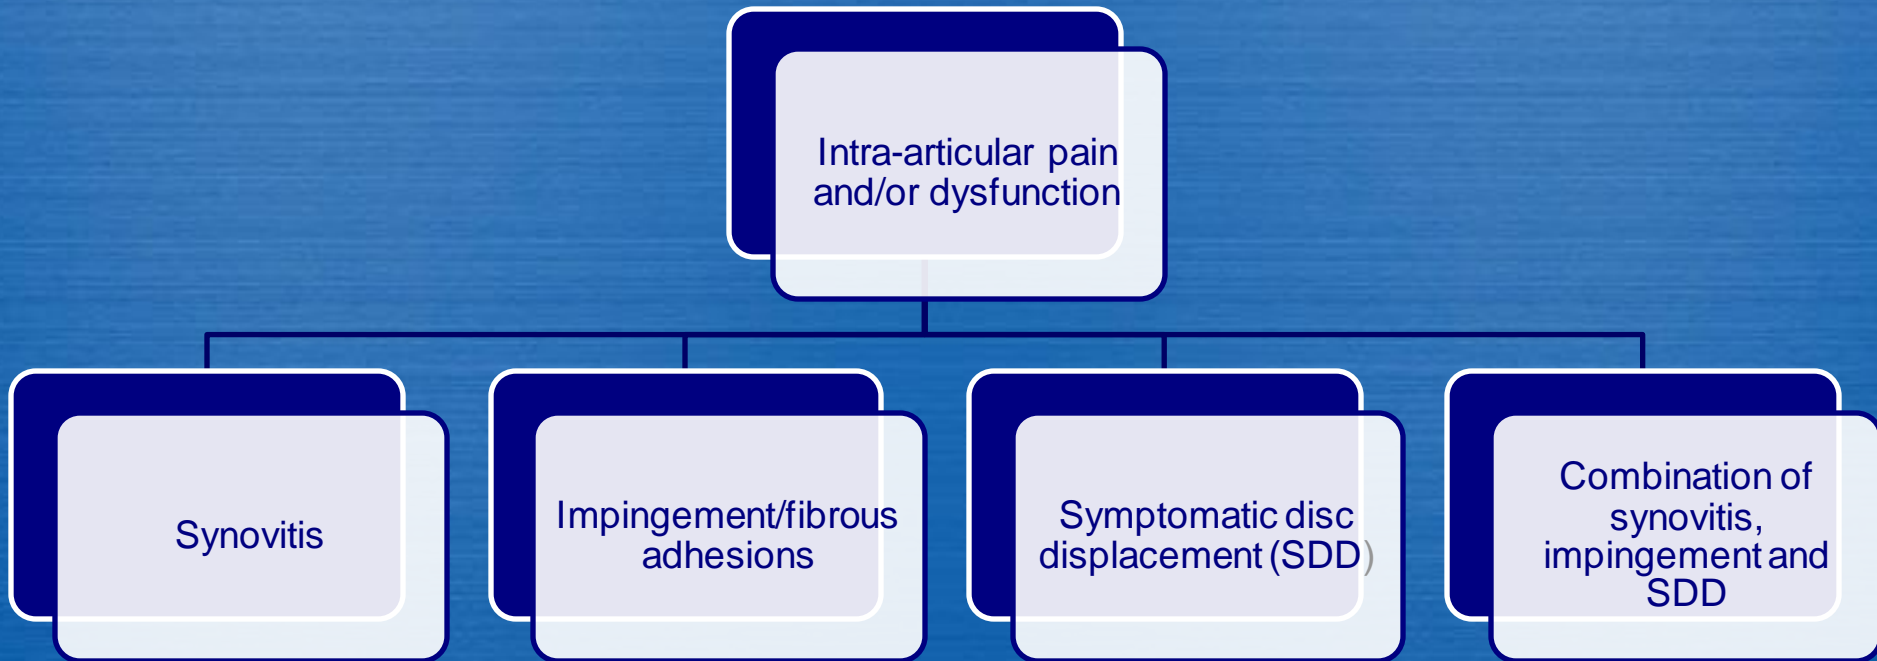 Intra-articular pain
and/or dysfunction
Synovitis
Impingement/fibrous
adhesions
Symptomatic disc
displacement (SDD)
Combination of
synovitis,
impingement and
SDD